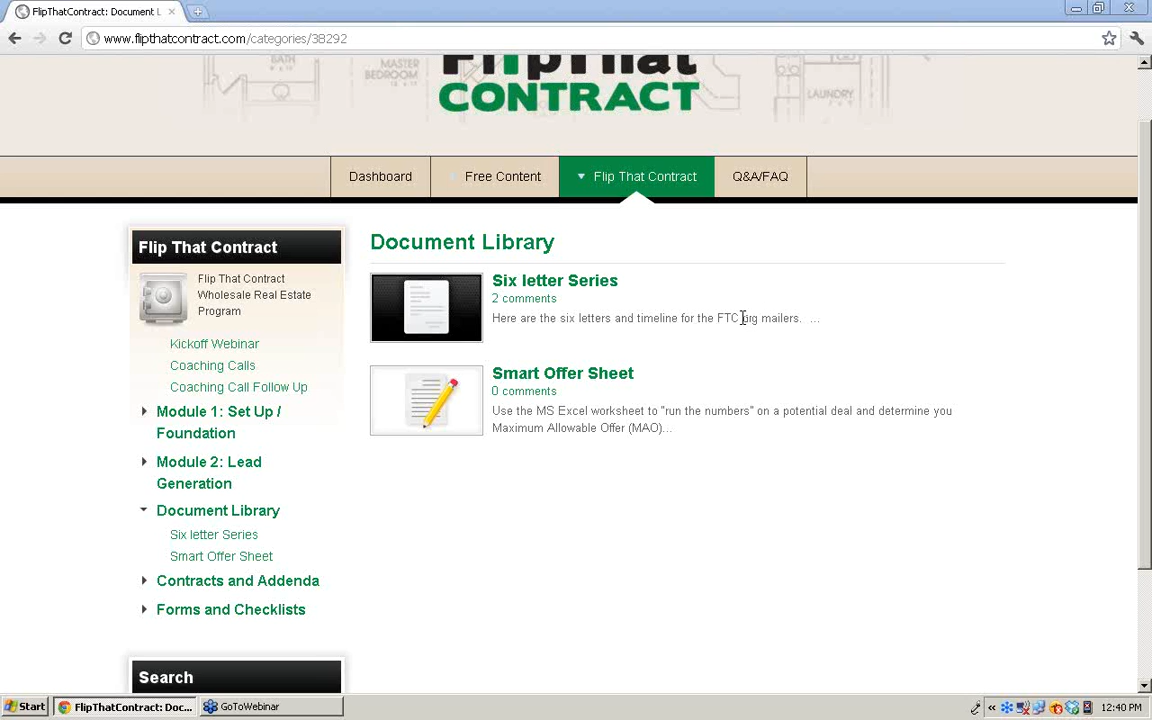 FlipThatContract: Document L
www.flipthatcontract.com/categories/38292
BATH
MASTER
BEDROOM
FlipThat
CONTRACT
LAUNDRY
Dashboard
Free Content
Flip That Contract
Q&A/FAQ
Flip That Contract
Flip That Contract
Wholesale Real Estate
Program
Kickoff Webinar
Coaching Calls
Coaching Call Follow Up
Module 1: Set Up /
Foundation
Module 2: Lead
Generation
Document Library
Six letter Series
Smart Offer Sheet
Contracts and Addenda
Forms and Checklists
Search
Document Library
Six letter Series
2 comments
Here are the six letters and timeline for the FTC mailers. ...
Smart Offer Sheet
0 comments
Use the MS Excel worksheet to "run the numbers" on a potential deal and determine you
Maximum Allowable Offer (MAO)...
Start
FlipThatContract: Doc...
GoToWebinar
12:40 PM